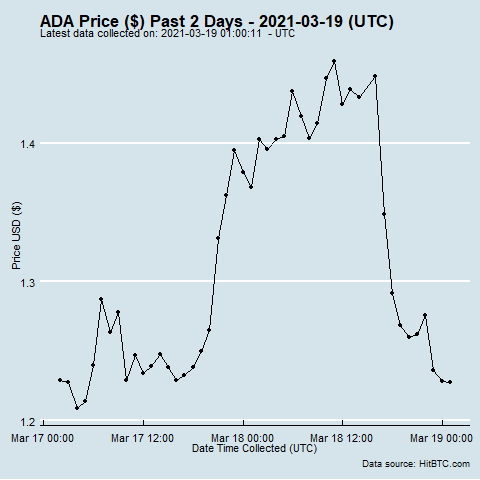 ADA Price ($) Past 2 Days - 2021-03-19 (UTC)
Latest data collected on: 2021-03-19 01:00:11 - UTC
Price USD ($)
1.4
1.3
1.2
Mar 17 00:00 Mar 17 12:00 Mar 18 00:00 Mar 18 12:00 Mar 19 00:00
Date Time Collected (UTC)
Data source: HitBTC.com